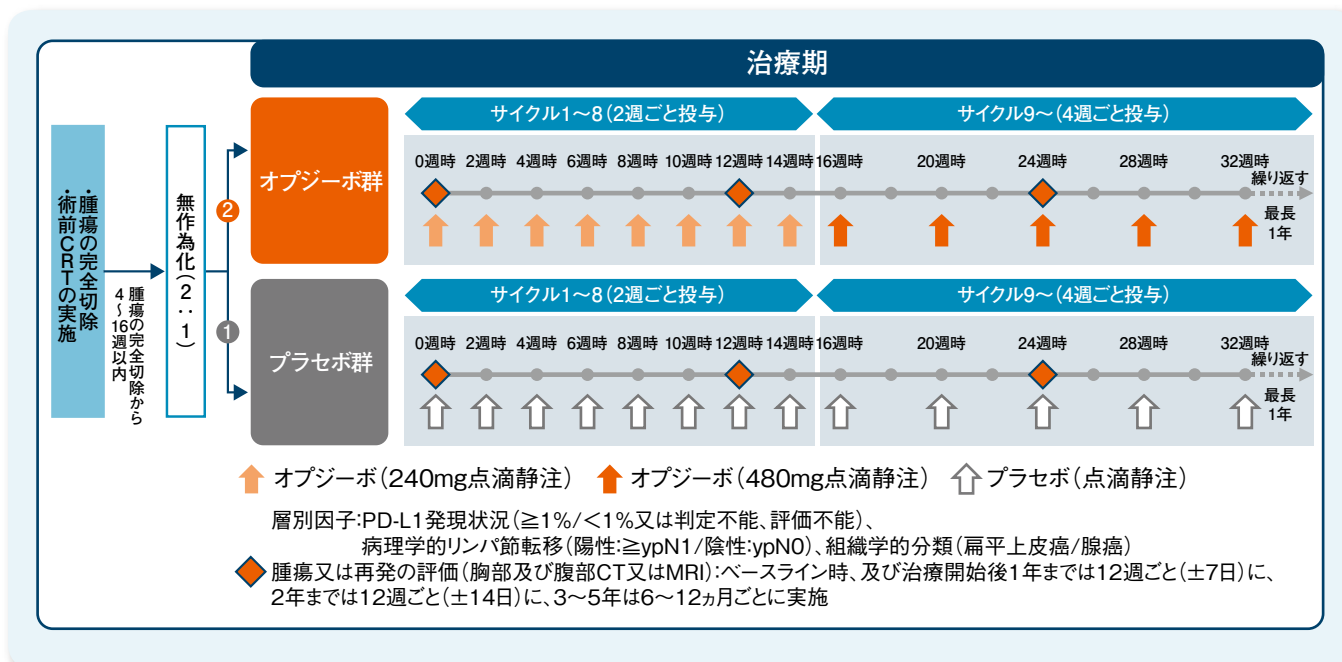 治療期
・腫瘍の完全切除
・術前CRTの実施
腫瘍の完全切除から
4～16週以内
無作為化(2：1)
2
1
オプジーボ群
サイクル1～8(2週ごと投与)
サイクル9～(4週ごと投与)
0週時 2週時 4週時 6週時 8週時 10週時 12週時 14週時 16週時 20週時 24週時 28週時 32週時
繰り返す
最長
1年
プラセボ群
サイクル1～8(2週ごと投与)
サイクル9～(4週ごと投与)
0週時 2週時 4週時 6週時 8週時 10週時 12週時 14週時 16週時 20週時 24週時 28週時 32週時
繰り返す
最長
1年
オプジーボ(240mg点滴静注) オプジーボ(480mg点滴静注) プラセボ(点滴静注)
層別因子:PD-L1発現状況(≧1%/<1%又は判定不能、評価不能)、
病理学的リンパ節転移(陽性:≧ypN1/陰性:ypN0)、組織学的分類(扁平上皮癌/腺癌)
腫瘍又は再発の評価(胸部及び腹部CT又はMRI):ベースライン時、及び治療開始後1年までは12週ごと(±7日)に、
2年までは12週ごと(±14日)に、3～5年は6～12ヵ月ごとに実施